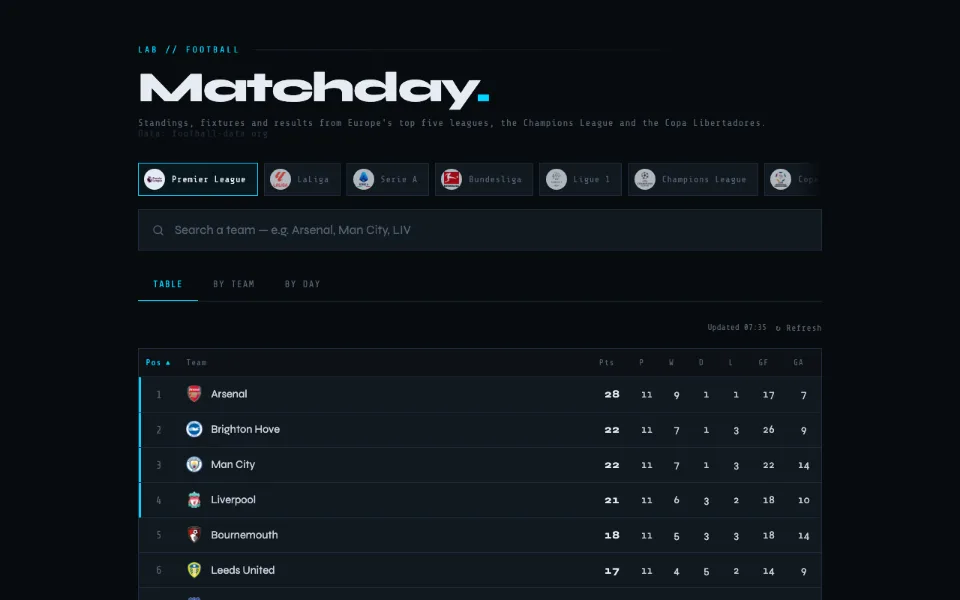 LAB // FOOTBALL
Matchday.
Standings, fixtures and results from Europe's top five leagues, the Champions League and the Copa Libertadores.
Data: football-data.org
Premier League LaLiga Serie A Bundesliga Ligue 1 Champions League Cop
Search a team — e.g. Arsenal, Man City, LIV
TABLE BY TEAM BY DAY
Updated 07:35 ↻ Refresh
Pos ▲ Team Pts P W D L GF GA
1 Arsenal 28 11 9 1 1 17 7
2 Brighton Hove 22 11 7 1 3 26 9
3 Man City 22 11 7 1 3 22 14
4 Liverpool 21 11 6 3 2 18 10
5 Bournemouth 18 11 5 3 3 18 14
6 Leeds United 17 11 4 5 2 14 9